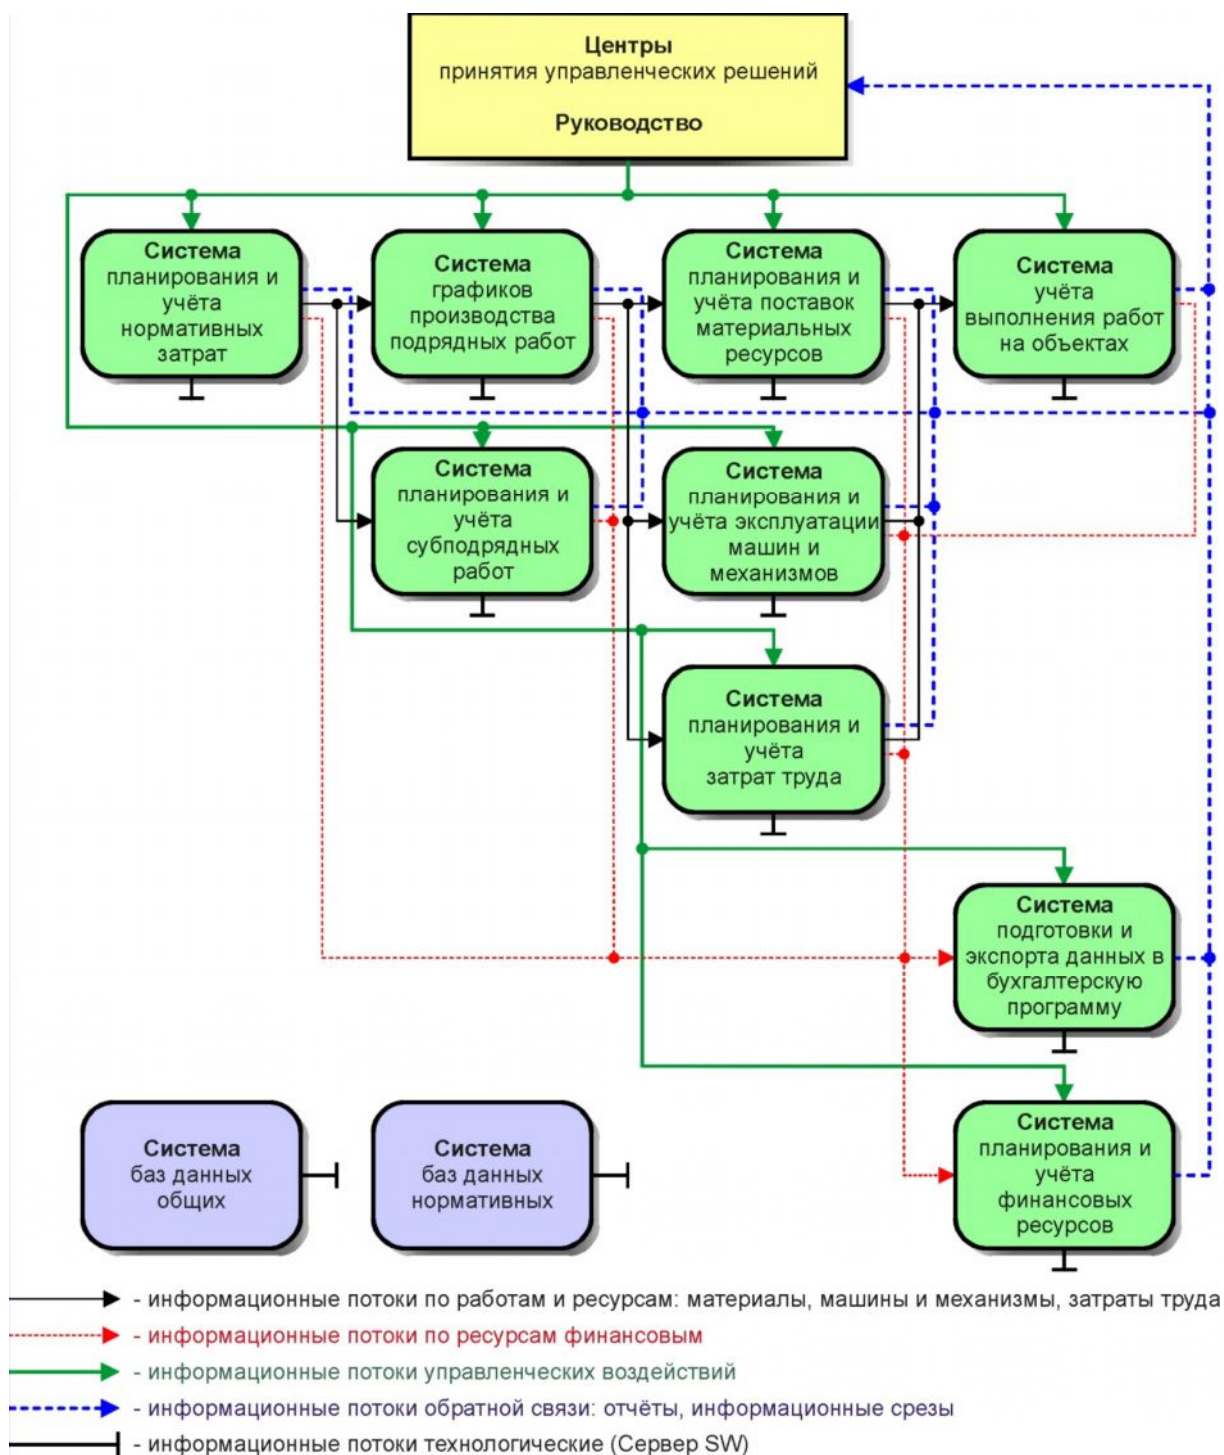 Центры
принятия управленческих решений
Руководство
Система
планирования и
учёта
нормативных
затрат
Система
графиков
производства
подрядных работ
Система
планирования и
учёта поставок
материальных
ресурсов
Система
учёта
выполнения работ
на объектах
Система
планирования и
учёта
субподрядных
работ
Система
планирования и
учёта эксплуатации
машин и
механизмов
Система
планирования и
учёта
затрат труда
Система
подготовки и
экспорта данных в
бухгалтерскую
программу
Система
баз данных
общих
Система
баз данных
нормативных
Система
планирования и
учёта
финансовых
ресурсов
- информационные потоки по работам и ресурсам: материалы, машины и механизмы, затраты труда
- информационные потоки по ресурсам финансовым
- информационные потоки управленческих воздействий
- информационные потоки обратной связи: отчёты, информационные срезы
- информационные потоки технологические (Сервер SW)